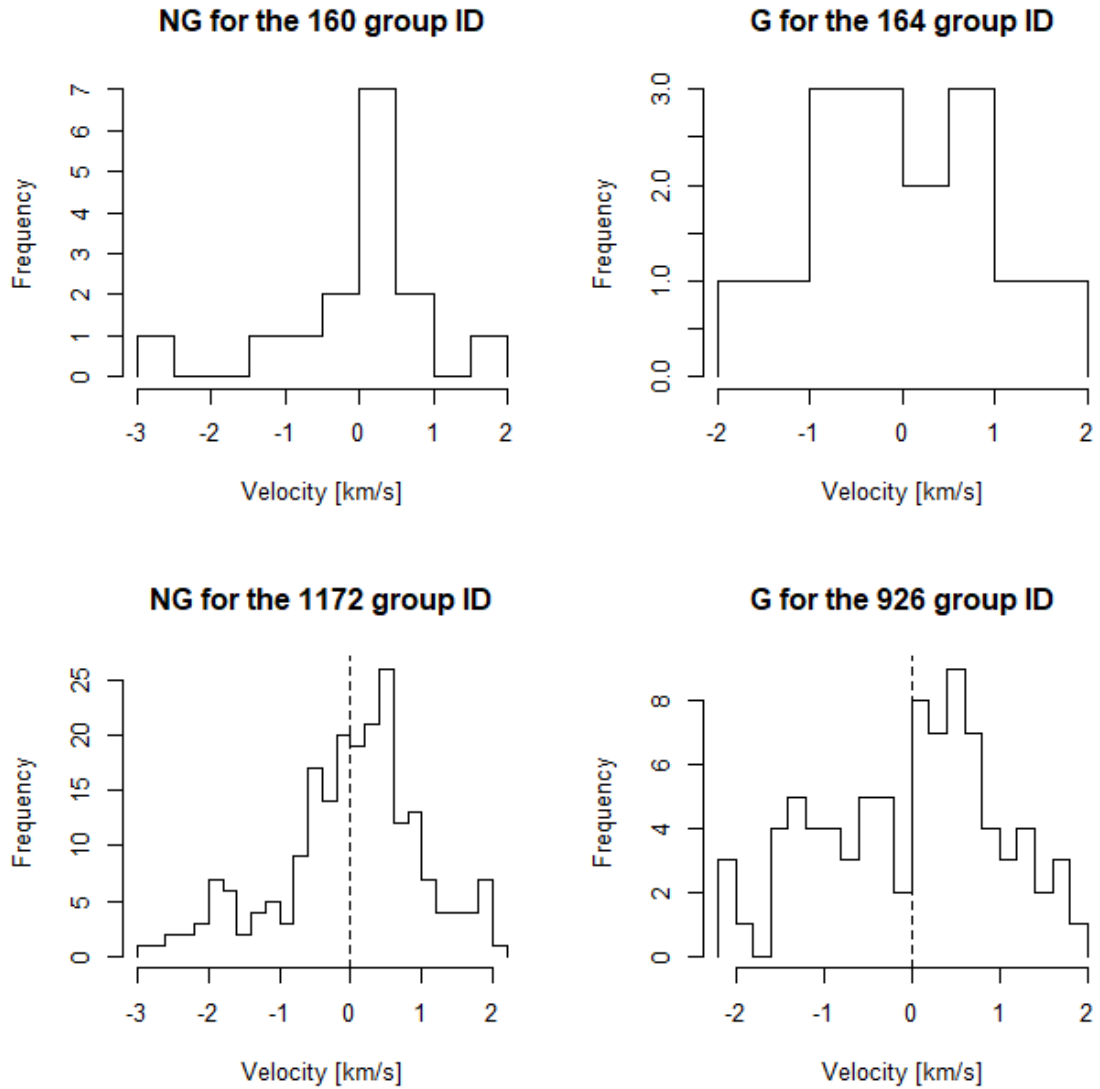 NG for the 160 group ID
Frequency
0 1 2 3 4 5 6 7
-3 -2 -1 0 1 2
Velocity [km/s]
G for the 164 group ID
Frequency
0.0 1.0 2.0 3.0
-2 -1 0 1 2
Velocity [km/s]
NG for the 1172 group ID
Frequency
0 5 10 15 20 25
-3 -2 -1 0 1 2
Velocity [km/s]
G for the 926 group ID
Frequency
0 2 4 6 8
-2 -1 0 1 2
Velocity [km/s]